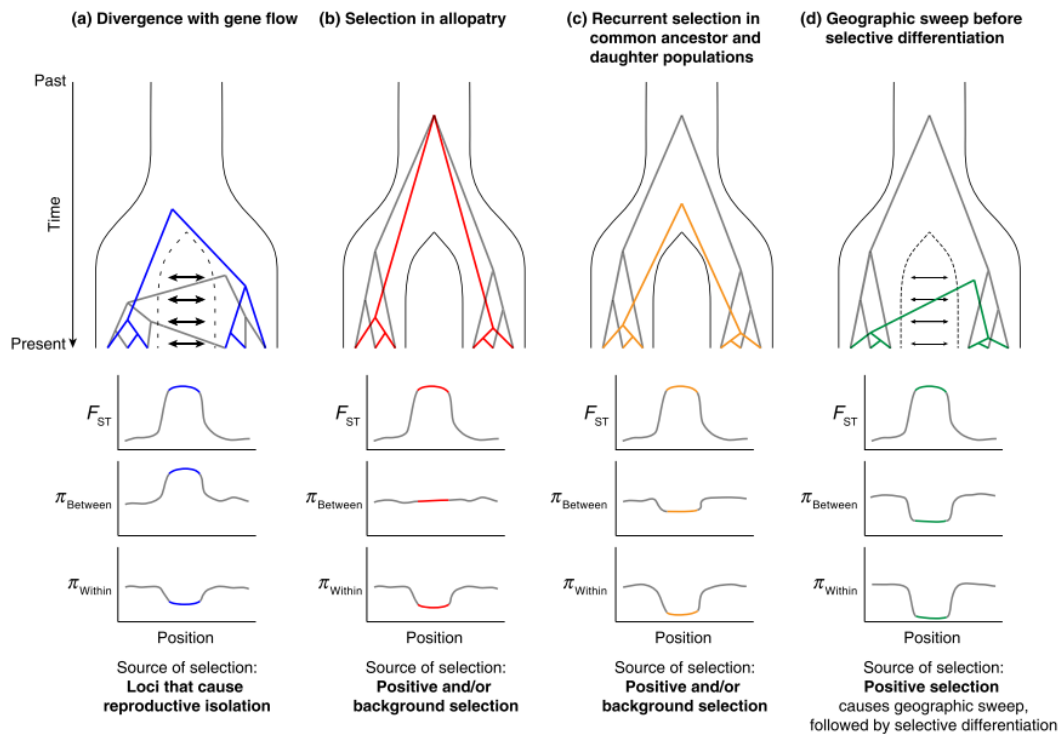 (a) Divergence with gene flow
(b) Selection in allopatry
(c) Recurrent selection in
common ancestor and
daughter populations
(d) Geographic sweep before
selective differentiation
Past
Time
Present
FST
FST
FST
FST
πBetween
πBetween
πBetween
πBetween
πWithin
πWithin
πWithin
πWithin
Position
Position
Position
Position
Source of selection:
Loci that cause
reproductive isolation
Source of selection:
Positive and/or
background selection
Source of selection:
Positive and/or
background selection
Source of selection:
Positive selection
causes geographic sweep,
followed by selective differentiation